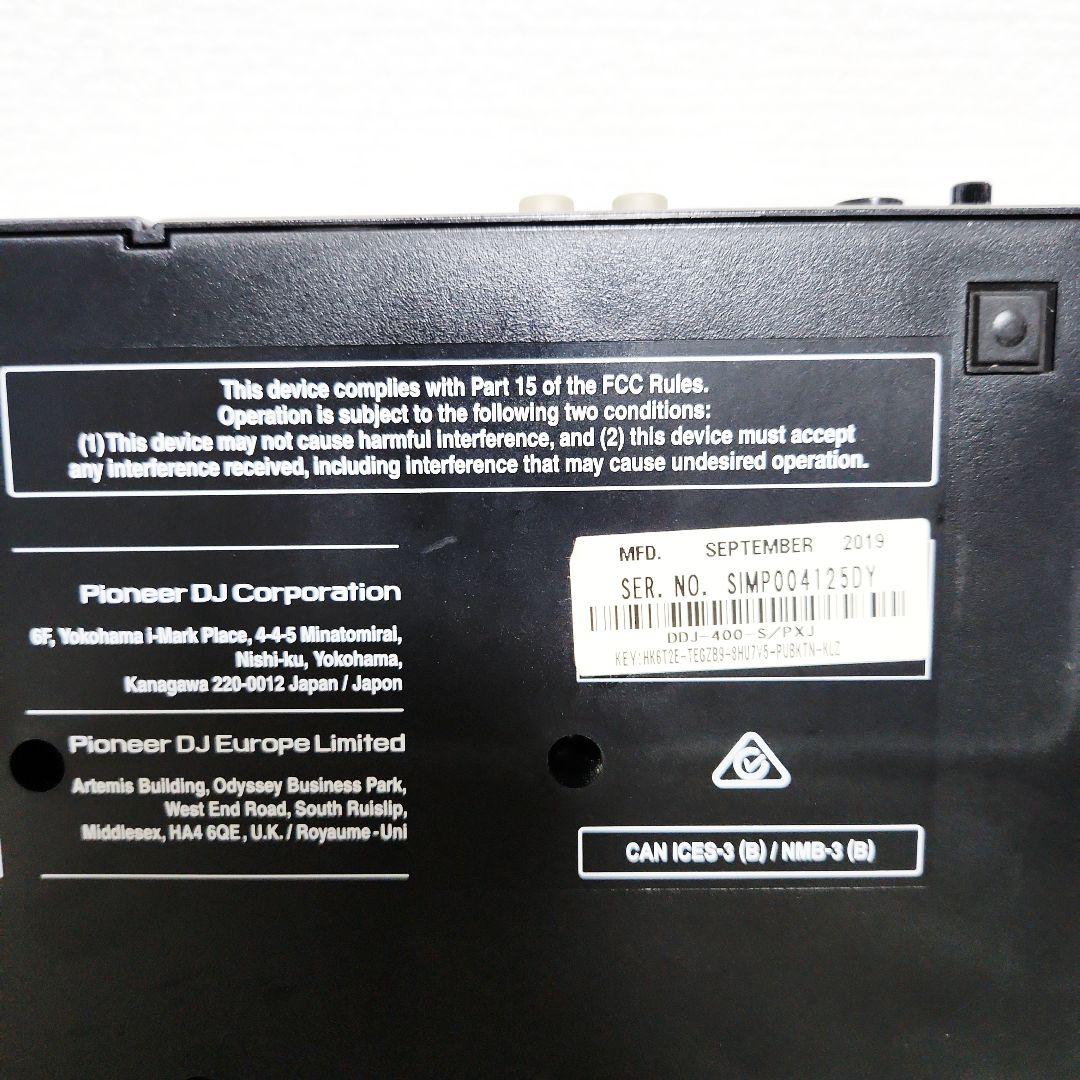 This device complies with Part 15 of the FCC Rules.
Operation is subject to the following two conditions:
(1) This device may not cause harmful interference, and (2) this device must accept
any interference received, including interference that may cause undesired operation.
Pioneer DJ Corporation
6F, Yokohama i-Mark Place, 4-4-5 Minatomirai,
Nishi-ku, Yokohama,
Kanagawa 220-0012 Japan / Japon
Pioneer DJ Europe Limited
Artemis Building, Odyssey Business Park,
West End Road, South Ruislip,
Middlesex, HA4 6QE, U.K. / Royaume-Uni
MFD. SEPTEMBER 2019
SER. NO. SIMP004125DY
DDJ-400-S/PXJ
KEY:HK6T2E-TEGZB9-8HU7V5-PUBKTN-KLZ
CAN ICES-3 (B) / NMB-3 (B)